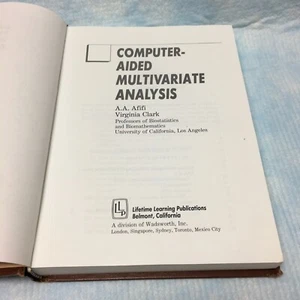 COMPUTER-
AIDED
MULTIVARIATE
ANALYSIS
A.A. Afifi
Virginia Clark
Professors of Biostatistics
and Biomathematics
University of California, Los Angeles
LLP
Lifetime Learning Publications
Belmont, California
A division of Wadsworth, Inc.
London, Singapore, Sydney, Toronto, Mexico City